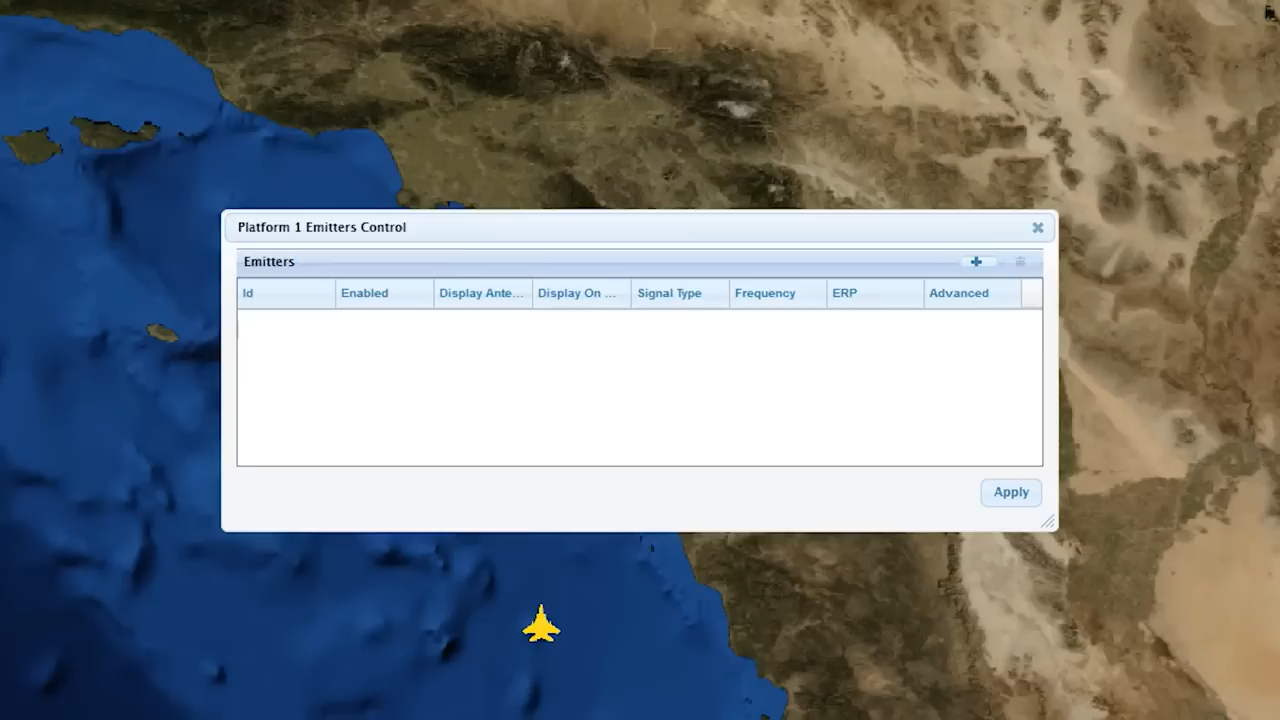 Platform 1 Emitters Control
Emitters
Id Enabled Display Ante... Display On ... Signal Type Frequency ERP Advanced
Apply